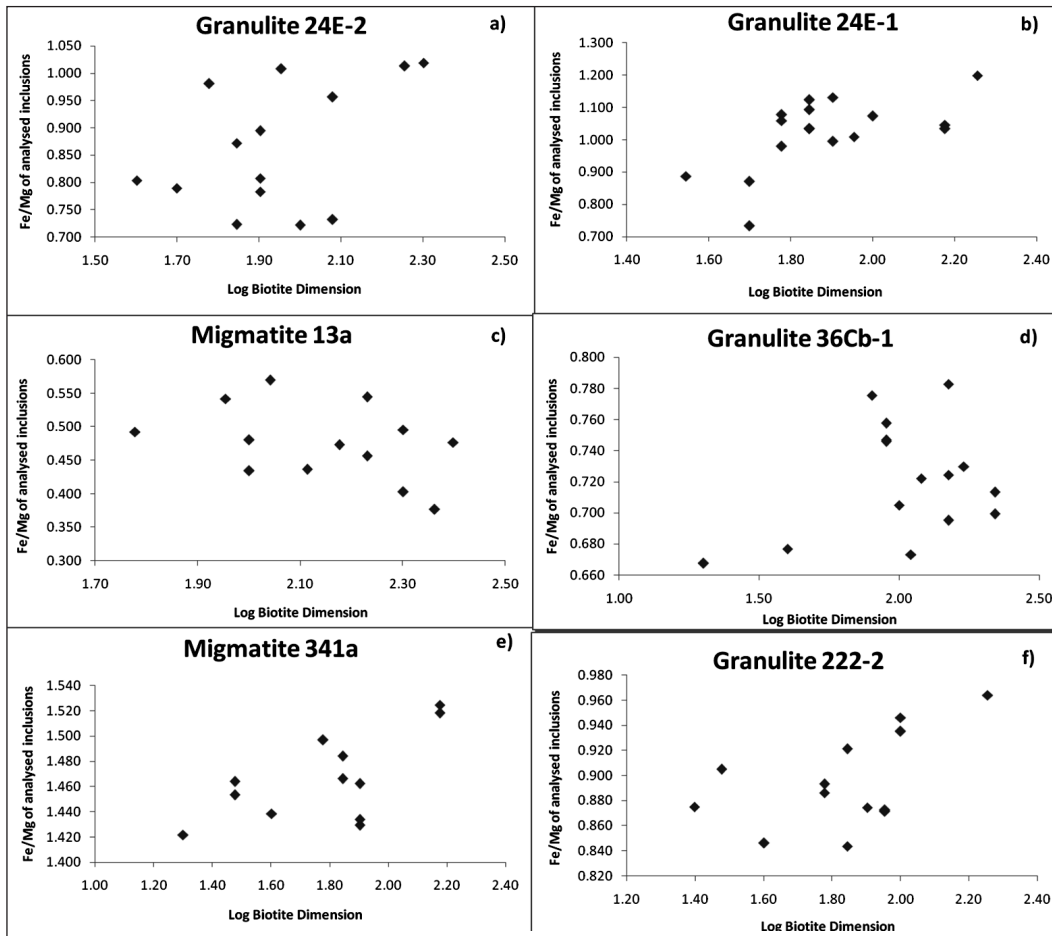 Granulite 24E-2
a)
Fe/Mg of analysed inclusions
1.050
1.000
0.950
0.900
0.850
0.800
0.750
0.700
1.50 1.70 1.90 2.10 2.30 2.50
Log Biotite Dimension
Granulite 24E-1
b)
Fe/Mg of analysed inclusions
1.300
1.200
1.100
1.000
0.900
0.800
0.700
1.40 1.60 1.80 2.00 2.20 2.40
Log Biotite Dimension
Migmatite 13a
c)
Fe/Mg of analysed inclusions
0.600
0.550
0.500
0.450
0.400
0.350
0.300
1.70 1.90 2.10 2.30 2.50
Log Biotite Dimension
Granulite 36Cb-1
d)
Fe/Mg of analysed inclusions
0.800
0.780
0.760
0.740
0.720
0.700
0.680
0.660
1.00 1.50 2.00 2.50
Log Biotite Dimension
Migmatite 341a
e)
Fe/Mg of analysed inclusions
1.540
1.520
1.500
1.480
1.460
1.440
1.420
1.400
1.00 1.20 1.40 1.60 1.80 2.00 2.20 2.40
Log Biotite Dimension
Granulite 222-2
f)
Fe/Mg of analysed inclusions
0.980
0.960
0.940
0.920
0.900
0.880
0.860
0.840
0.820
1.20 1.40 1.60 1.80 2.00 2.20 2.40
Log Biotite Dimension